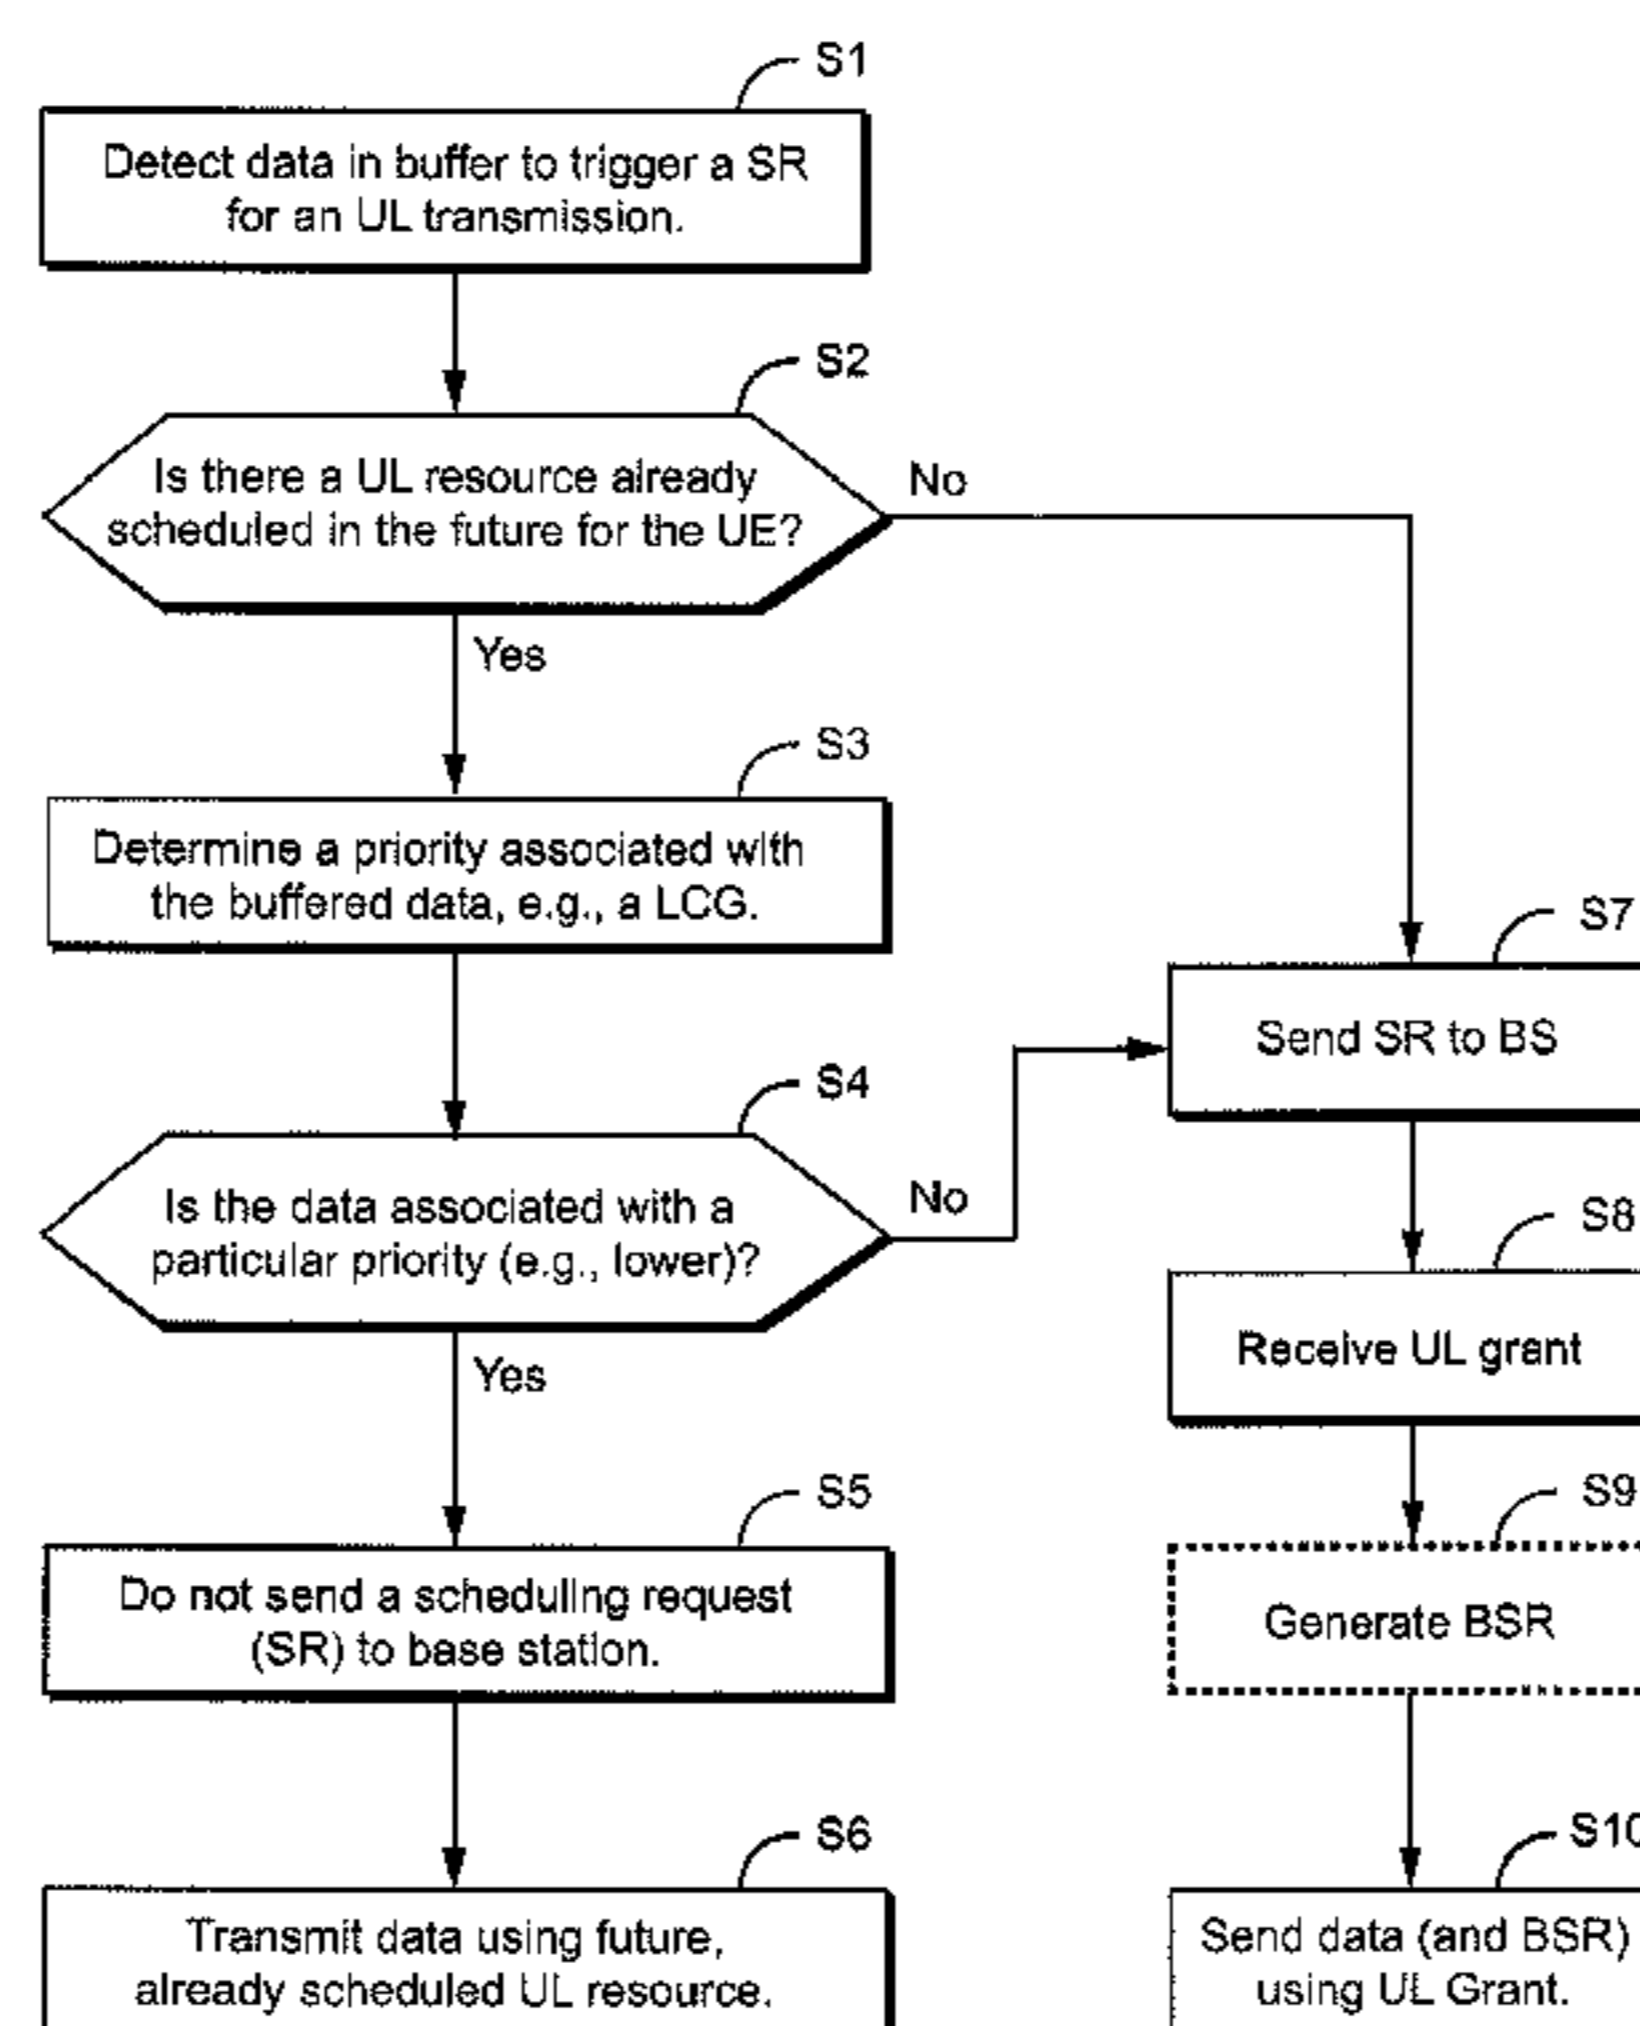 S1
Detect data in buffer to trigger a SR
for an UL transmission.
S2
Is there a UL resource already
scheduled in the future for the UE?
No
Yes
S3
Determine a priority associated with
the buffered data, e.g., a LCG.
S4
Is the data associated with a
particular priority (e.g., lower)?
No
Yes
S5
Do not send a scheduling request
(SR) to base station.
S6
Transmit data using future,
already scheduled UL resource.
S7
Send SR to BS
S8
Receive UL grant
S9
Generate BSR
S10
Send data (and BSR)
using UL Grant.